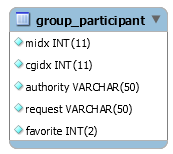 group_participant
midx INT(11)
cgidx INT(11)
authority VARCHAR(50)
request VARCHAR(50)
favorite INT(2)